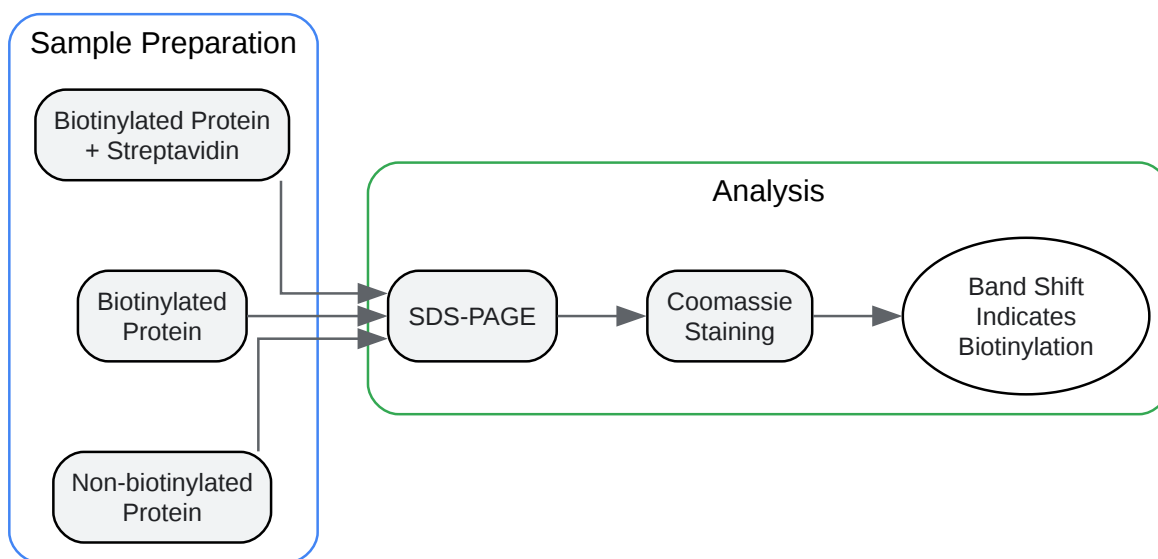 Sample Preparation
Biotinylated Protein
+ Streptavidin
Biotinylated
Protein
Non-biotinylated
Protein
Analysis
SDS-PAGE
Coomassie
Staining
Band Shift
Indicates
Biotinylation